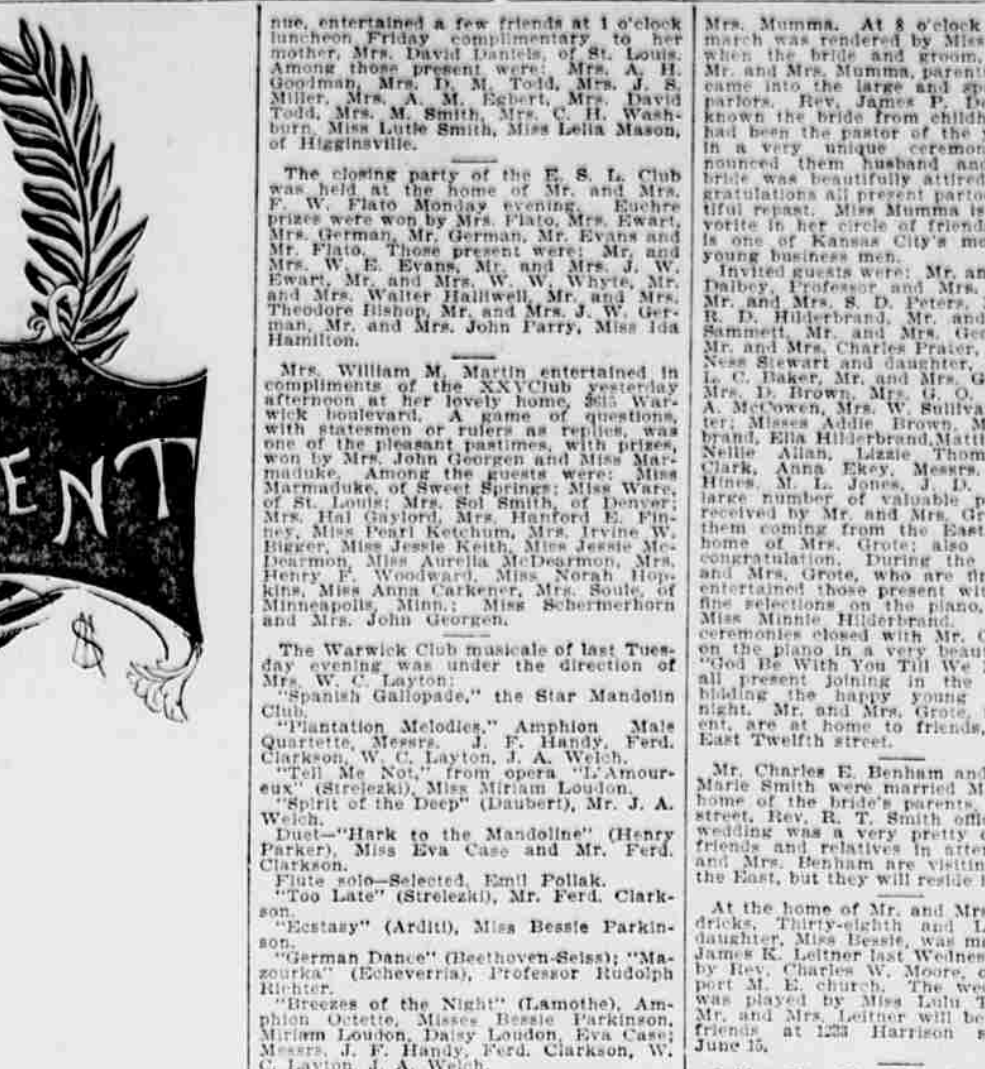 ENT
nue, entertained a few friends at 1 o'clock
luncheon Friday complimentary to her
mother, Mrs. David Daniels, of St. Louis.
Among those present were: Mrs. A. H.
Goodman, Mrs. D. M. Todd, Mrs. J. S.
Miller, Mrs. A. M. Egbert, Mrs. David
Todd, Mrs. M. Smith, Mrs. C. H. Wash-
burn, Miss Lutie Smith, Miss Lelia Mason,
of Higginsville.
The closing party of the E. S. L. Club
was held at the home of Mr. and Mrs.
F. W. Flato Monday evening. Euchre
prizes were won by Mrs. Flato, Mrs. Ewart,
Mrs. German, Mr. German, Mr. Evans and
Mr. Flato. Those present were: Mr. and
Mrs. W. E. Evans, Mr. and Mrs. J. W.
Ewart, Mr. and Mrs. W. W. Whyte, Mr.
and Mrs. Walter Halliwell, Mr. and Mrs.
Theodore Bishop, Mr. and Mrs. J. W. Ger-
man, Mr. and Mrs. John Parry, Miss Ida
Hamilton.
Mrs. William M. Martin entertained in
compliments of the XXVClub yesterday
afternoon at her lovely home, War-
wick boulevard. A game of questions,
with statesmen or rulers as replies, was
one of the pleasant pastimes, with prizes,
won by Mrs. John Georgen and Miss Mar-
maduke. Among the guests were: Miss
Marmaduke, of Sweet Springs; Miss Ware,
of St. Louis; Mrs. Sol Smith, of Denver;
Mrs. Hal Gaylord, Mrs. Hanford E. Fin-
ney, Miss Pearl Ketchum, Mrs. Irvine W.
Bigger, Miss Jessie Keith, Miss Jessie Mc-
Dearmon, Miss Aurelia McDearmon, Mrs.
Henry F. Woodward, Miss Norah Hop-
kins, Miss Anna Carkener, Mrs. Soule, of
Minneapolis, Minn.; Miss Schermerhorn
and Mrs. John Georgen.
The Warwick Club musicale of last Tues-
day evening was under the direction of
Mrs. W. C. Layton:
"Spanish Gallopade," the Star Mandolin
Club.
"Plantation Melodies," Amphion Male
Quartette, Messrs. J. F. Handy, Ferd.
Clarkson, W. C. Layton, J. A. Welch.
"Tell Me Not," from opera "L'Amour-
eux" (Strelezki), Miss Miriam Loudon.
"Spirit of the Deep" (Daubert), Mr. J. A.
Welch.
Duet—"Hark to the Mandoline" (Henry
Parker), Miss Eva Case and Mr. Ferd.
Clarkson.
Flute solo—Selected, Emil Pollak.
"Too Late" (Strelezki), Mr. Ferd. Clark-
son.
"Ecstasy" (Arditi), Miss Bessie Parkin-
son.
"German Dance" (Beethoven-Seiss); "Ma-
zourka" (Echeverria), Professor Rudolph
Richter.
"Breezes of the Night" (Lamothe), Am-
phion Octette, Misses Bessie Parkinson,
Miriam Loudon, Daisy Loudon, Eva Case;
Messrs. J. F. Handy, Ferd. Clarkson, W.
C. Layton, J. A. Welch.
Mrs. Mumma. At 8 o'clock
march was rendered by Miss
when the bride and groom,
Mr. and Mrs. Mumma, parent
came into the large and sp
parlors. Rev. James P. De
known the bride from childh
had been the pastor of the
in a very unique ceremon
nounced them husband and
bride was beautifully attired
gratulations all present parto
tiful repast. Miss Mumma is
vorite in her circle of friend
is one of Kansas City's mo
young business men.
Invited guests were: Mr. an
Dalbey, Professor and Mrs.
Mr. and Mrs. S. D. Peters,
R. D. Hilderbrand, Mr. and
Sammett, Mr. and Mrs. Geo
Mr. and Mrs. Charles Prater,
Ness Stewart and daughter,
L. C. Baker, Mr. and Mrs. G
Mrs. D. Brown, Mrs. G. O.
A. McCowen, Mrs. W. Sulliva
ter; Misses Addie Brown, M
brand, Ella Hilderbrand, Matt
Nellie Allan, Lizzie Thom
Clark, Anna Ekey. Messrs.
Hines, M. L. Jones, J. D.
large number of valuable p
received by Mr. and Mrs. Gr
them coming from the East
home of Mrs. Grote; also
congratulation. During the
and Mrs. Grote, who are fin
entertained those present wit
fine selections on the piano,
Miss Minnie Hilderbrand.
ceremonies closed with Mr. G
on the piano in a very beau
"God Be With You Till We
all present joining in the
bidding the happy young
night. Mr. and Mrs. Grote,
ent, are at home to friends,
East Twelfth street.
Mr. Charles E. Benham and
Marie Smith were married M
home of the bride's parents,
street, Rev. R. T. Smith offi
wedding was a very pretty
friends and relatives in atten
and Mrs. Benham are visitin
the East, but they will reside
At the home of Mr. and Mrs
dricks, Thirty-eighth and L
daughter, Miss Bessie, was ma
James K. Leitner last Wednes
by Rev. Charles W. Moore, o
port M. E. church. The wed
was played by Miss Lulu T
Mr. and Mrs. Leitner will be
friends at 1233 Harrison s
June 15.